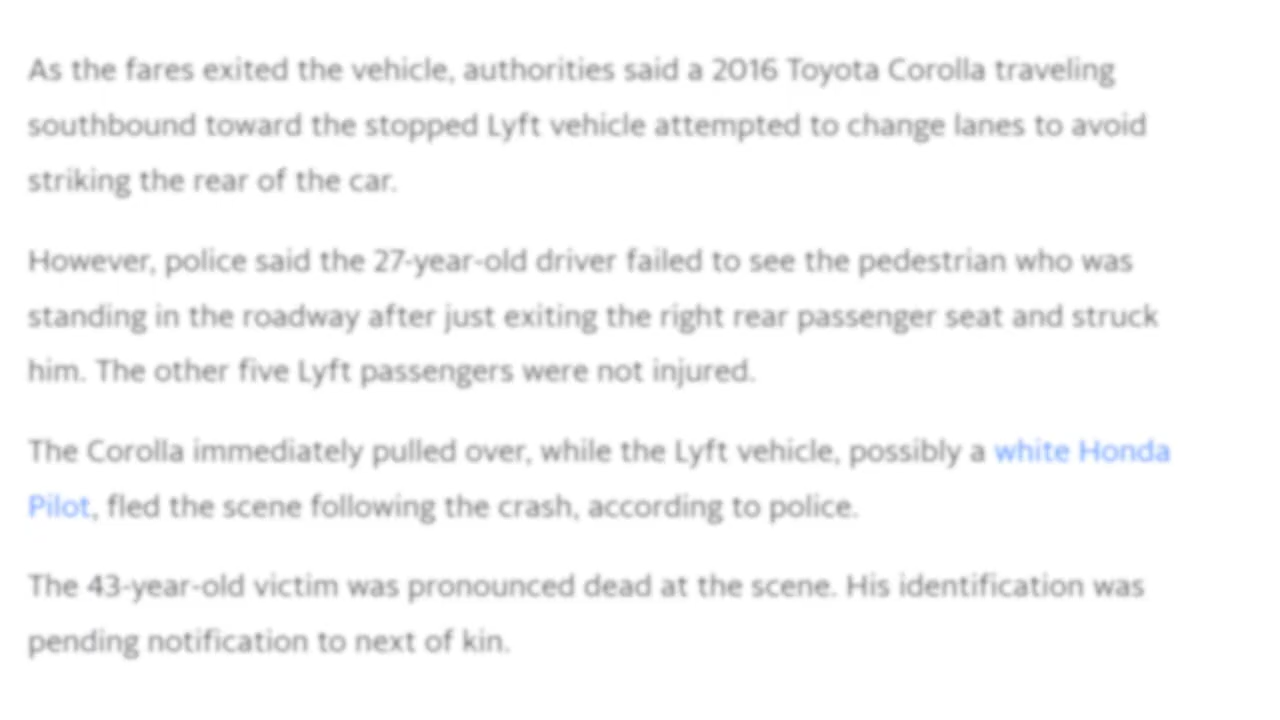 As the fares exited the vehicle, authorities said a 2016 Toyota Corolla traveling
southbound toward the stopped Lyft vehicle attempted to change lanes to avoid
striking the rear of the car.
However, police said the 27-year-old driver failed to see the pedestrian who was
standing in the roadway after just exiting the right rear passenger seat and struck
him. The other five Lyft passengers were not injured.
The Corolla immediately pulled over, while the Lyft vehicle, possibly a white Honda
Pilot, fled the scene following the crash, according to police.
The 43-year-old victim was pronounced dead at the scene. His identification was
pending notification to next of kin.